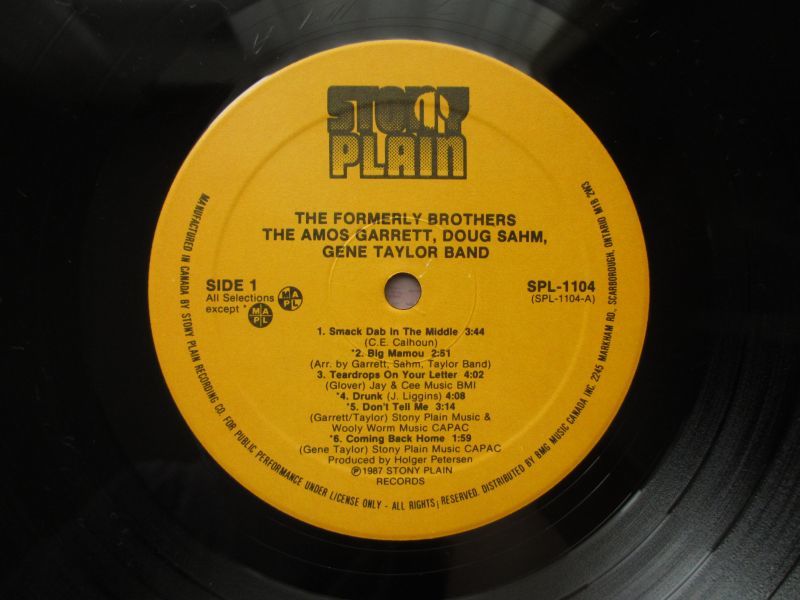 STONY
PLAIN
THE FORMERLY BROTHERS
THE AMOS GARRETT, DOUG SAHM,
GENE TAYLOR BAND
SIDE 1
All Selections MAPL
except * MAPL
SPL-1104
(SPL-1104-A)
1. Smack Dab In The Middle 3:44
(C.E. Calhoun)
*2. Big Mamou 2:51
(Arr. by Garrett, Sahm, Taylor Band)
3. Teardrops On Your Letter 4:02
(Glover) Jay & Cee Music BMI
*4. Drunk (J. Liggins) 4:08
*5. Don't Tell Me 3:14
(Garrett/Taylor) Stony Plain Music &
Wooly Worm Music CAPAC
*6. Coming Back Home 1:59
(Gene Taylor) Stony Plain Music CAPAC
Produced by Holger Petersen
℗1987 STONY PLAIN
RECORDS
MANUFACTURED IN CANADA BY STONY PLAIN RECORDING CO. FOR PUBLIC PERFORMANCE UNDER LICENSE ONLY - ALL RIGHTS; RESERVED. DISTRIBUTED BY BMG MUSIC CANADA INC. 2245 MARKHAM RD., SCARBOROUGH, ONTARIO M1B 2W3